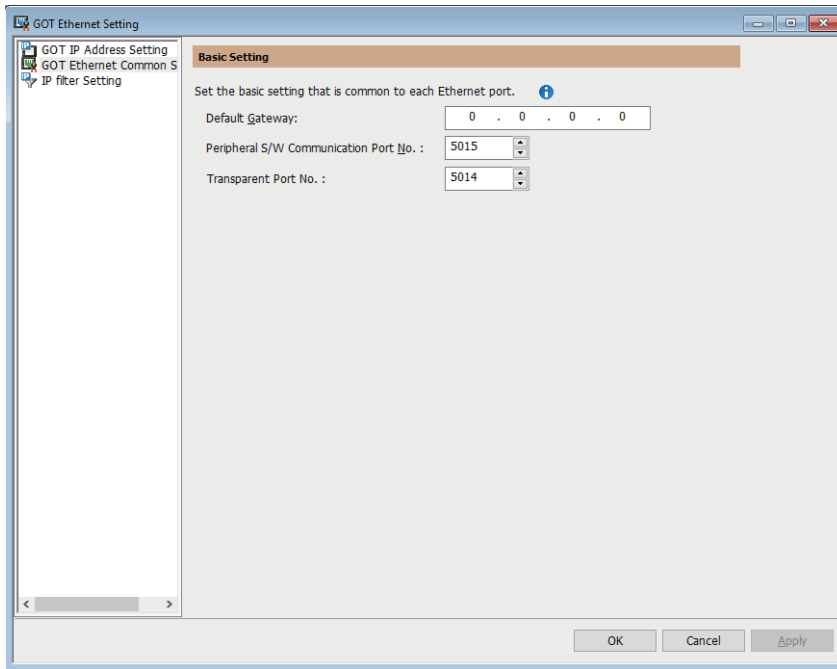 GOT Ethernet Setting
GOT IP Address Setting
GOT Ethernet Common S
IP filter Setting
Basic Setting
Set the basic setting that is common to each Ethernet port.
Default Gateway: 0 . 0 . 0 . 0
Peripheral S/W Communication Port No. : 5015
Transparent Port No. : 5014
OK Cancel Apply